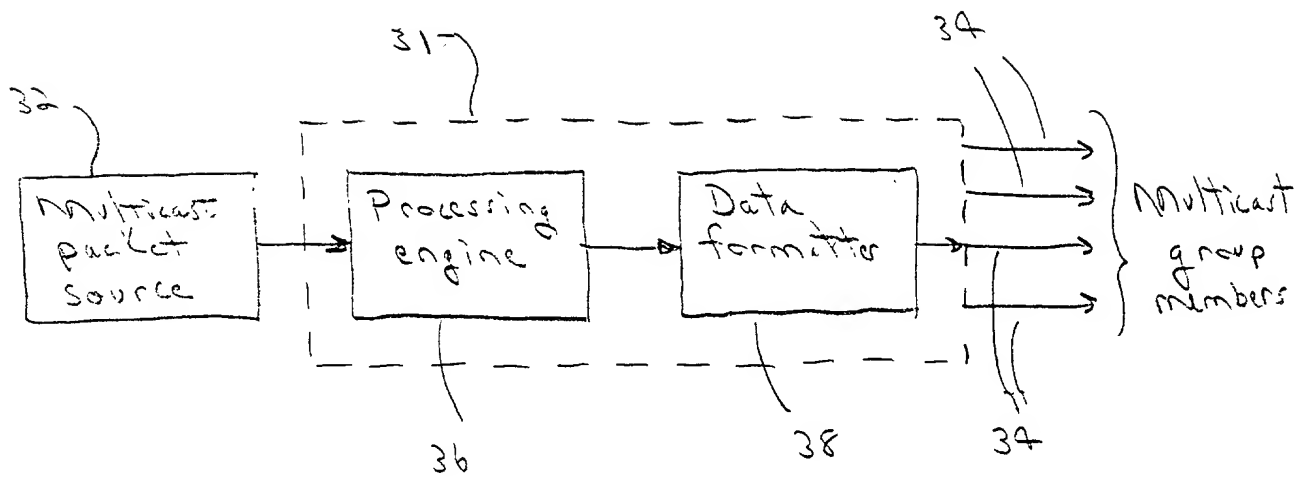 31
34
32
Multicast
packet
source
Processing
engine
Data
formatter
Multicast
group
members
36
38
34